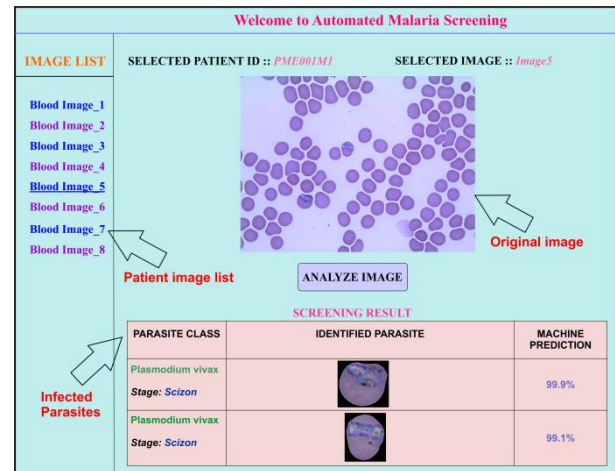 Welcome to Automated Malaria Screening
IMAGE LIST
SELECTED PATIENT ID :: PME001M1
SELECTED IMAGE :: Image5
Blood Image_1
Blood Image_2
Blood Image_3
Blood Image_4
Blood Image_5
Blood Image_6
Blood Image_7
Blood Image_8
Patient image list
Original image
ANALYZE IMAGE
SCREENING RESULT
PARASITE CLASS
IDENTIFIED PARASITE
MACHINE
PREDICTION
Infected
Parasites
Plasmodium vivax
Stage: Scizon
99.9%
Plasmodium vivax
Stage: Scizon
99.1%